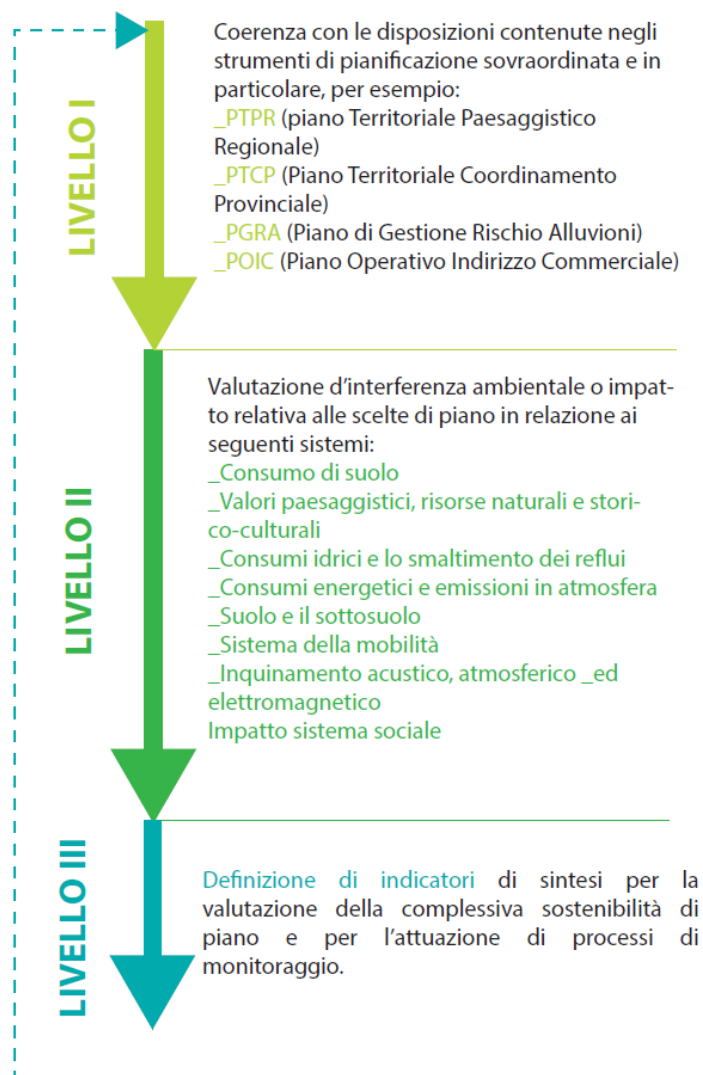 LIVELLO I
Coerenza con le disposizioni contenute negli
strumenti di pianificazione sovraordinata e in
particolare, per esempio:
_PTPR (piano Territoriale Paesaggistico
Regionale)
_PTCP (Piano Territoriale Coordinamento
Provinciale)
_PGRA (Piano di Gestione Rischio Alluvioni)
_POIC (Piano Operativo Indirizzo Commerciale)
LIVELLO II
Valutazione d'interferenza ambientale o impat-
to relativa alle scelte di piano in relazione ai
seguenti sistemi:
_Consumo di suolo
_Valori paesaggistici, risorse naturali e stori-
co-culturali
_Consumi idrici e lo smaltimento dei reflui
_Consumi energetici e emissioni in atmosfera
_Suolo e il sottosuolo
_Sistema della mobilità
_Inquinamento acustico, atmosferico _ed
elettromagnetico
Impatto sistema sociale
LIVELLO III
Definizione di indicatori di sintesi per la
valutazione della complessiva sostenibilità di
piano e per l'attuazione di processi di
monitoraggio.